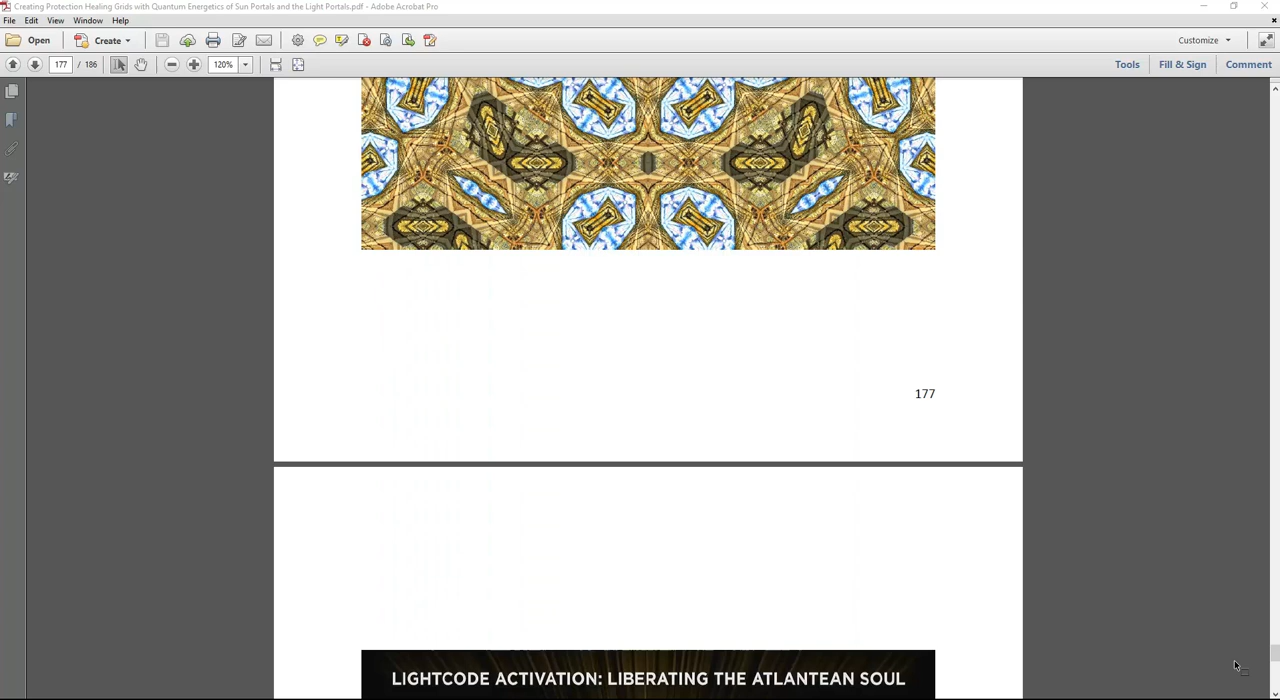 Creating Protection Healing Grids with Quantum Energetics of Sun Portals and the Light Portals.pdf - Adobe Acrobat Pro
File Edit View Window Help
Open Create Customize
177 / 186 120% Tools Fill & Sign Comment
177
LIGHTCODE ACTIVATION: LIBERATING THE ATLANTEAN SOUL